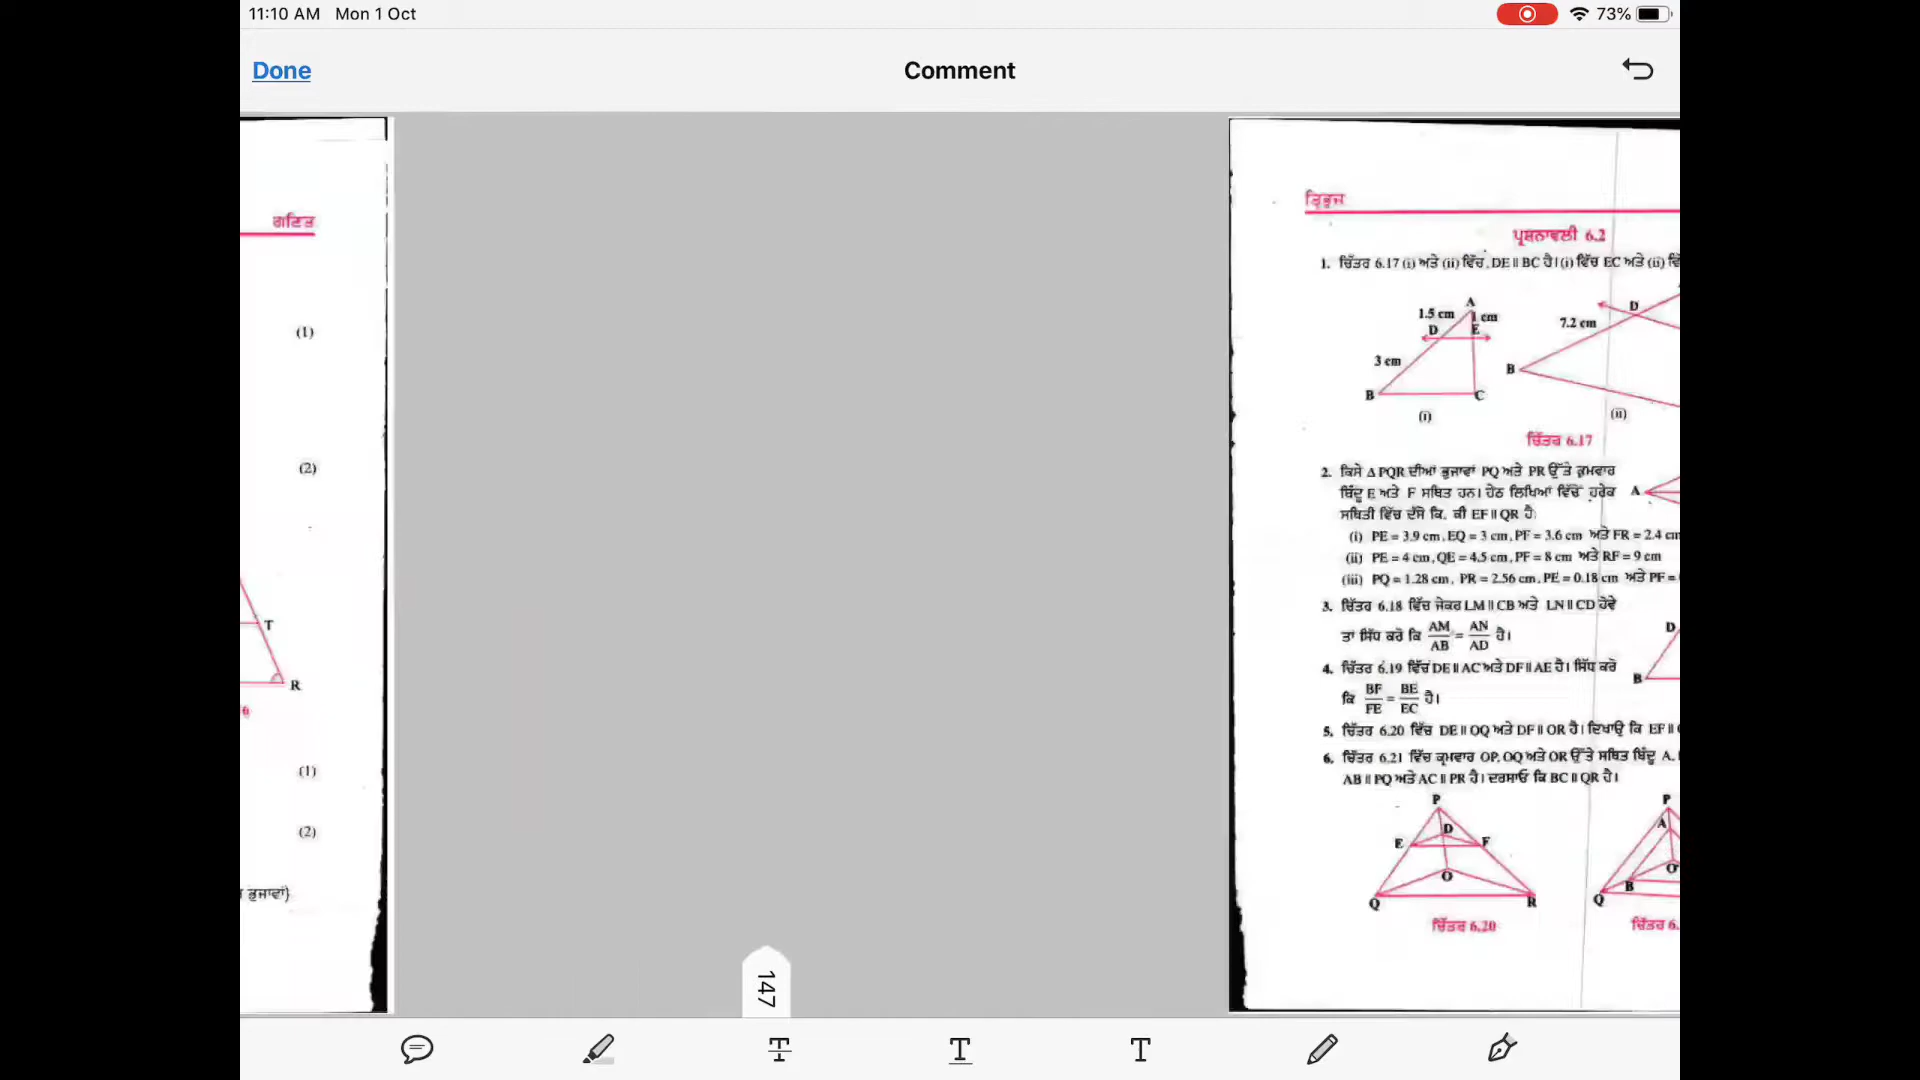 11:10 AM Mon 1 Oct
73%
Done
Comment
ਗਣਿਤ
(1)
(2)
T
R
(1)
(2)
ਭੁਜਾਵਾਂ}
ਤ੍ਰਿਭੁਜ
ਪ੍ਰਸ਼ਨਾਵਲੀ 6.2
1. ਚਿੱਤਰ 6.17 (i) ਅਤੇ (ii) ਵਿੱਚ, DE || BC ਹੈ। (i) ਵਿੱਚ EC ਅਤੇ (ii)
A
1.5 cm
1 cm
D
E
3 cm
B
C
(i)
D
7.2 cm
B
(ii)
ਚਿੱਤਰ 6.17
2. ਕਿਸੇ Δ PQR ਦੀਆਂ ਭੁਜਾਵਾਂ PQ ਅਤੇ PR ਉੱਤੇ ਕ੍ਰਮਵਾਰ
ਬਿੰਦੂ E ਅਤੇ F ਸਥਿਤ ਹਨ। ਹੇਠ ਲਿਖਿਆਂ ਵਿੱਚੋਂ ਹਰੇਕ
A
ਸਥਿਤੀ ਵਿੱਚ ਦੱਸੋ ਕਿ, ਕੀ EF || QR ਹੈ:
(i) PE = 3.9 cm, EQ = 3 cm, PF = 3.6 cm ਅਤੇ FR = 2.4 cm
(ii) PE = 4 cm, QE = 4.5 cm, PF = 8 cm ਅਤੇ RF = 9 cm
(iii) PQ = 1.28 cm, PR = 2.56 cm, PE = 0.18 cm ਅਤੇ PF =
3. ਚਿੱਤਰ 6.18 ਵਿੱਚ ਜੇਕਰ LM || CB ਅਤੇ LN || CD ਹੋਵੇ
ਤਾਂ ਸਿੱਧ ਕਰੋ ਕਿ AM/AB = AN/AD ਹੈ।
D
4. ਚਿੱਤਰ 6.19 ਵਿੱਚ DE || AC ਅਤੇ DF || AE ਹੈ। ਸਿੱਧ ਕਰੋ
B
ਕਿ BF/FE = BE/EC ਹੈ।
5. ਚਿੱਤਰ 6.20 ਵਿੱਚ DE || OQ ਅਤੇ DF || OR ਹੈ। ਦਿਖਾਉ ਕਿ EF ||
6. ਚਿੱਤਰ 6.21 ਵਿੱਚ ਕ੍ਰਮਵਾਰ OP, OQ ਅਤੇ OR ਉੱਤੇ ਸਥਿਤ ਬਿੰਦੂ A,
AB || PQ ਅਤੇ AC || PR ਹੈ। ਦਰਸਾਓ ਕਿ BC || QR ਹੈ।
P
D
E
F
O
Q
R
ਚਿੱਤਰ 6.20
P
A
O
B
Q
ਚਿੱਤਰ 6.
147